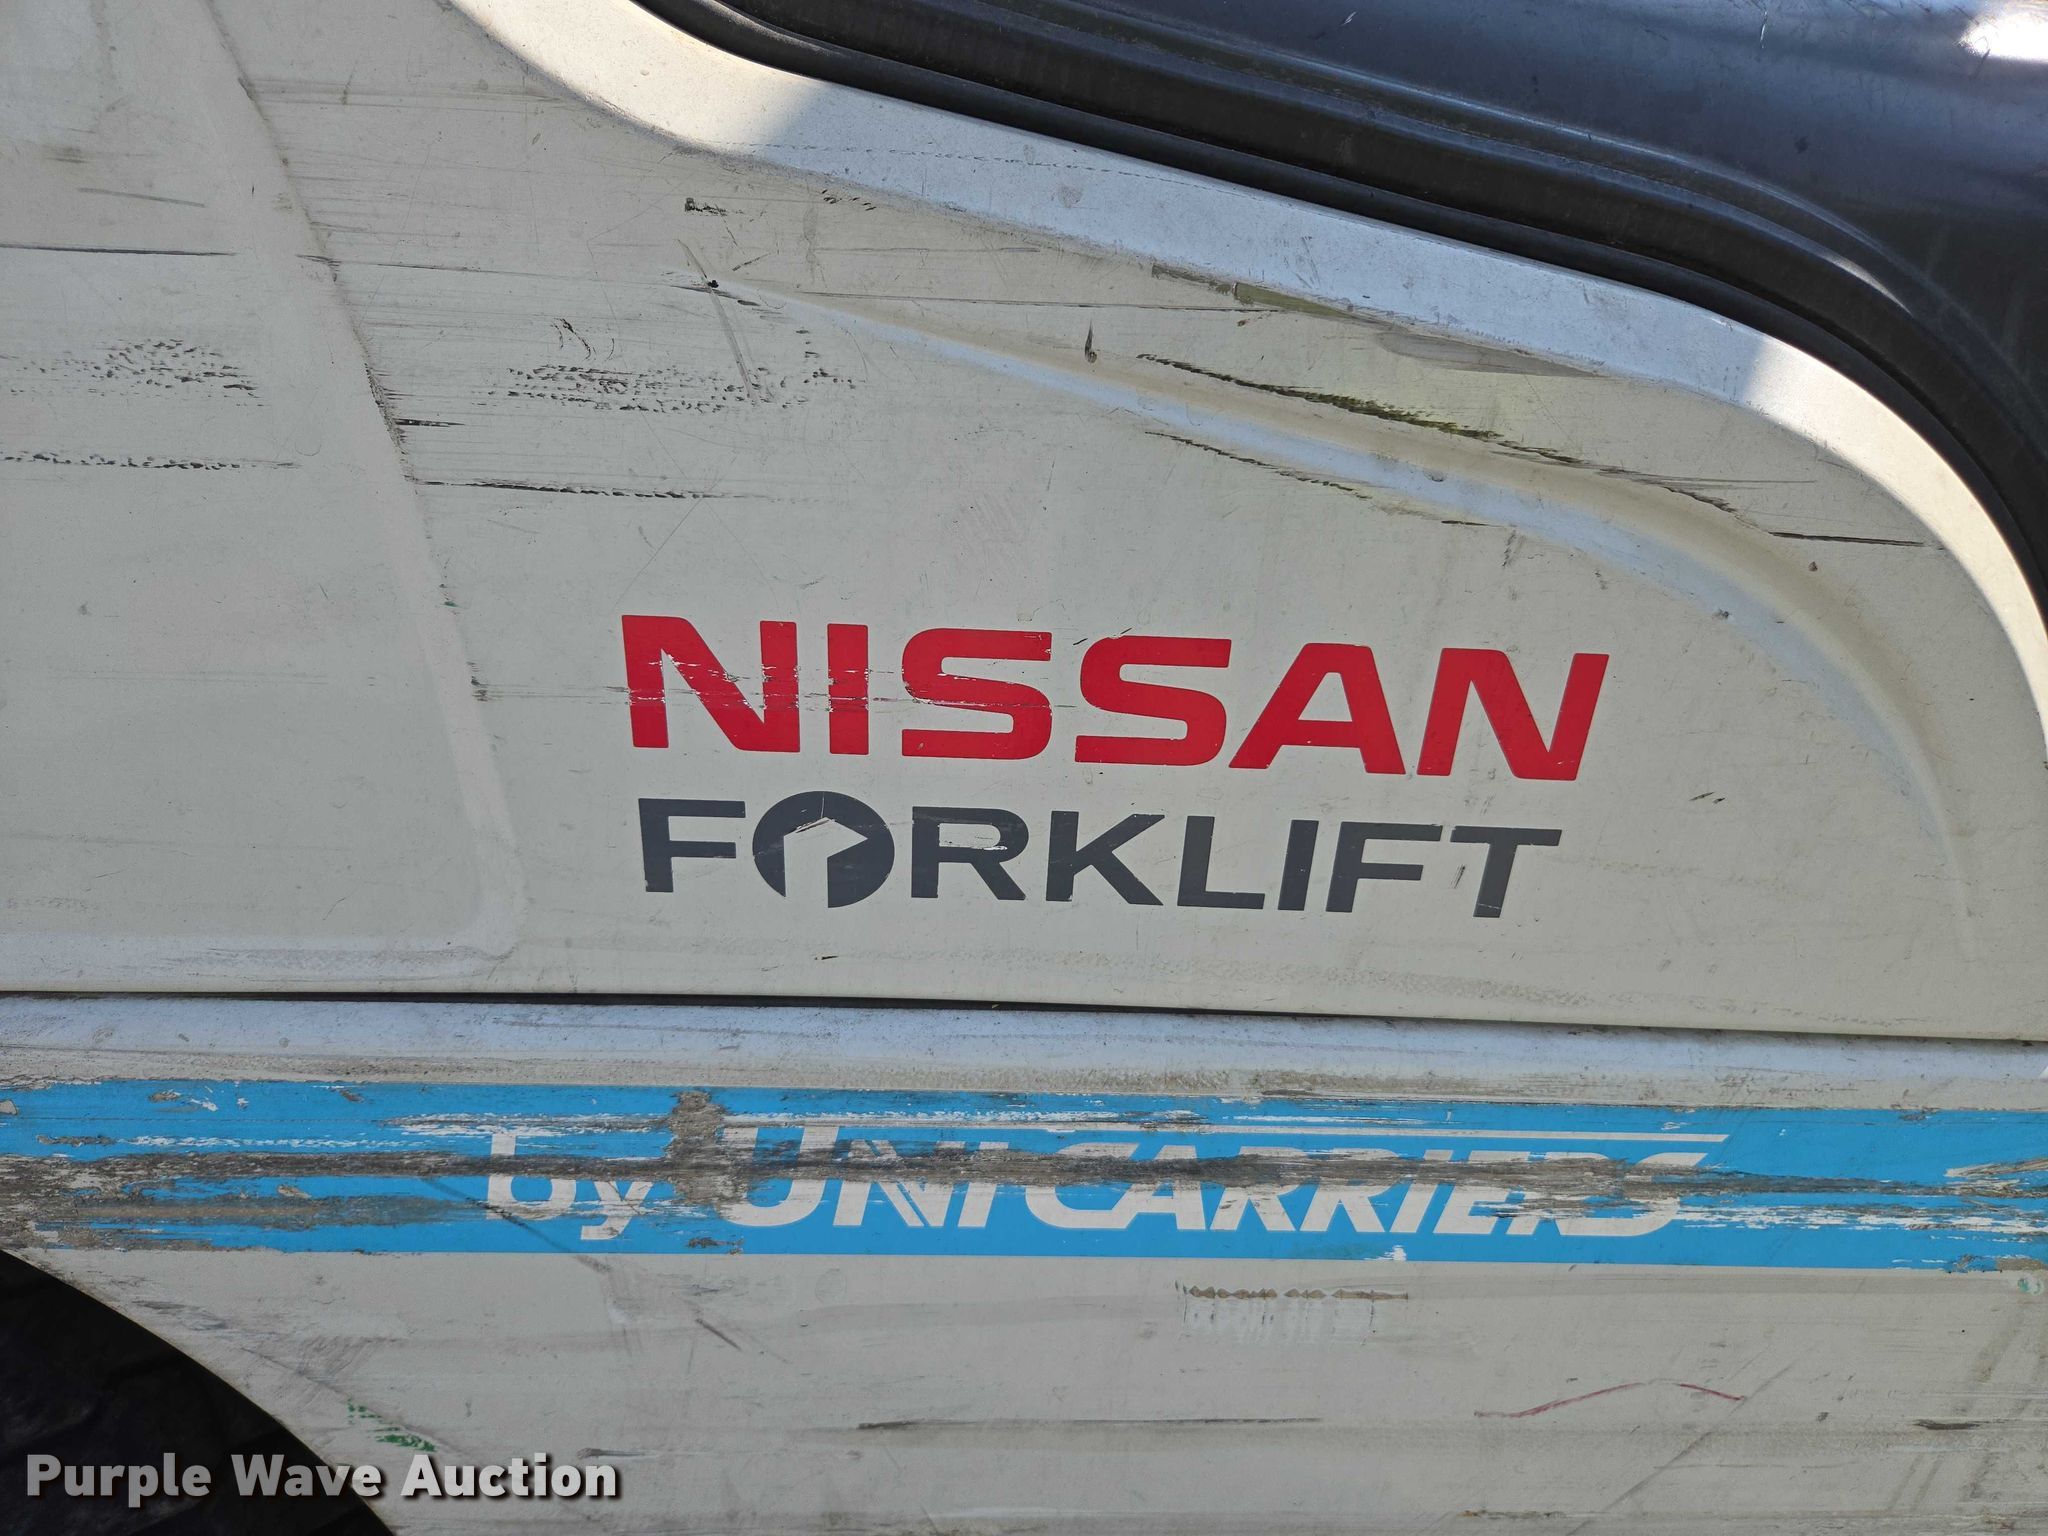 NISSAN
FORKLIFT
by UNICARRIERS
Purple Wave Auction